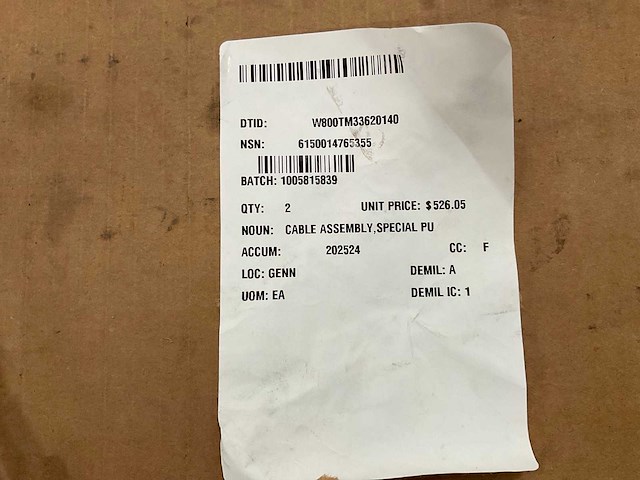 DTID: W800TM33620140
NSN: 6150014765355
BATCH: 1005815839
QTY: 2 UNIT PRICE: $526.05
NOUN: CABLE ASSEMBLY,SPECIAL PU
ACCUM: 202524 CC: F
LOC: GENN DEMIL: A
UOM: EA DEMIL IC: 1